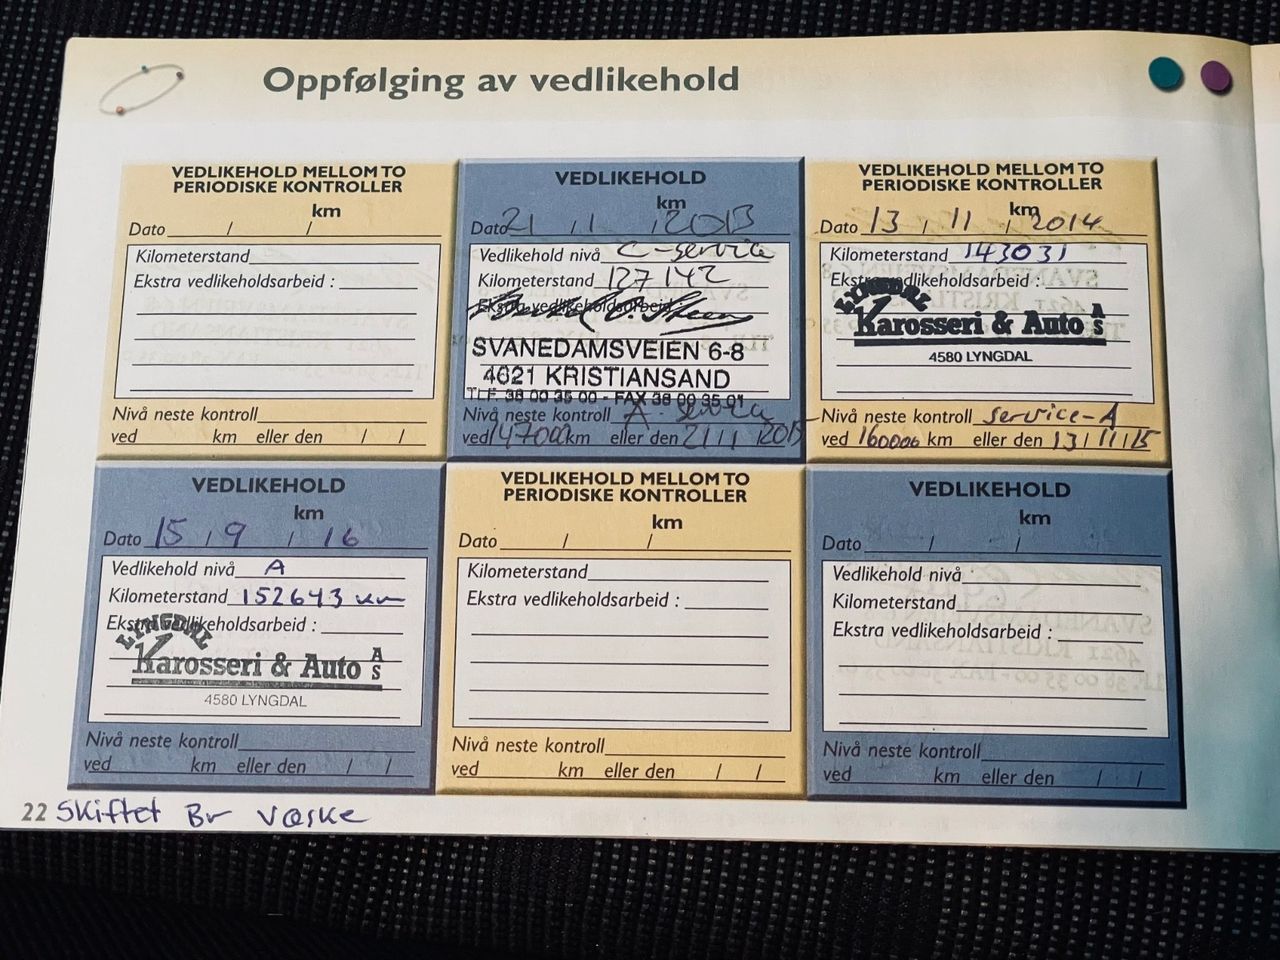 Oppfølging av vedlikehold
VEDLIKEHOLD MELLOM TO
PERIODISKE KONTROLLER
km
Dato / /
Kilometerstand
Ekstra vedlikeholdsarbeid :
Nivå neste kontroll
ved km eller den / /
VEDLIKEHOLD
km
Dato 21 / 1 / 2013
Vedlikehold nivå C-service
Kilometerstand 127142
Ekstra vedlikeholdsarbeid
SVANEDAMSVEIEN 6-8
4621 KRISTIANSAND
TLF. 38 00 35 00 - FAX 38 00 35 01
Nivå neste kontroll A-service
ved 147000 km eller den 21/1 2015
VEDLIKEHOLD MELLOM TO
PERIODISKE KONTROLLER
km
Dato 13 / 11 / 2014
Kilometerstand 143031
Ekstra vedlikeholdsarbeid
LYNGDAL
Karosseri & Auto AS
4580 LYNGDAL
Nivå neste kontroll service-A
ved 160000 km eller den 13/11/15
VEDLIKEHOLD
km
Dato 15 / 9 / 16
Vedlikehold nivå A
Kilometerstand 152643 km
Ekstra vedlikeholdsarbeid :
LYNGDAL
Karosseri & Auto AS
4580 LYNGDAL
Nivå neste kontroll
ved km eller den / /
VEDLIKEHOLD MELLOM TO
PERIODISKE KONTROLLER
km
Dato / /
Kilometerstand
Ekstra vedlikeholdsarbeid :
Nivå neste kontroll
ved km eller den / /
VEDLIKEHOLD
km
Dato / /
Vedlikehold nivå
Kilometerstand
Ekstra vedlikeholdsarbeid :
Nivå neste kontroll
ved km eller den / /
22 Skiftet Br væske